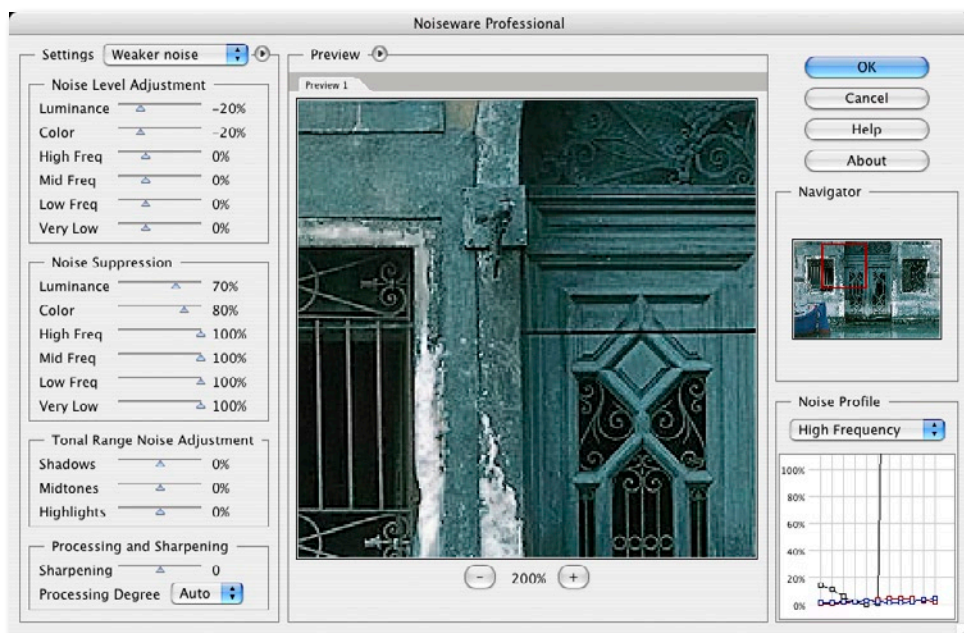 Noiseware Professional
Settings Weaker noise
Noise Level Adjustment
Luminance -20%
Color -20%
High Freq 0%
Mid Freq 0%
Low Freq 0%
Very Low 0%
Noise Suppression
Luminance 70%
Color 80%
High Freq 100%
Mid Freq 100%
Low Freq 100%
Very Low 100%
Tonal Range Noise Adjustment
Shadows 0%
Midtones 0%
Highlights 0%
Processing and Sharpening
Sharpening 0
Processing Degree Auto
Preview
Preview 1
- 200% +
OK
Cancel
Help
About
Navigator
Noise Profile
High Frequency
100%
80%
60%
40%
20%
0%